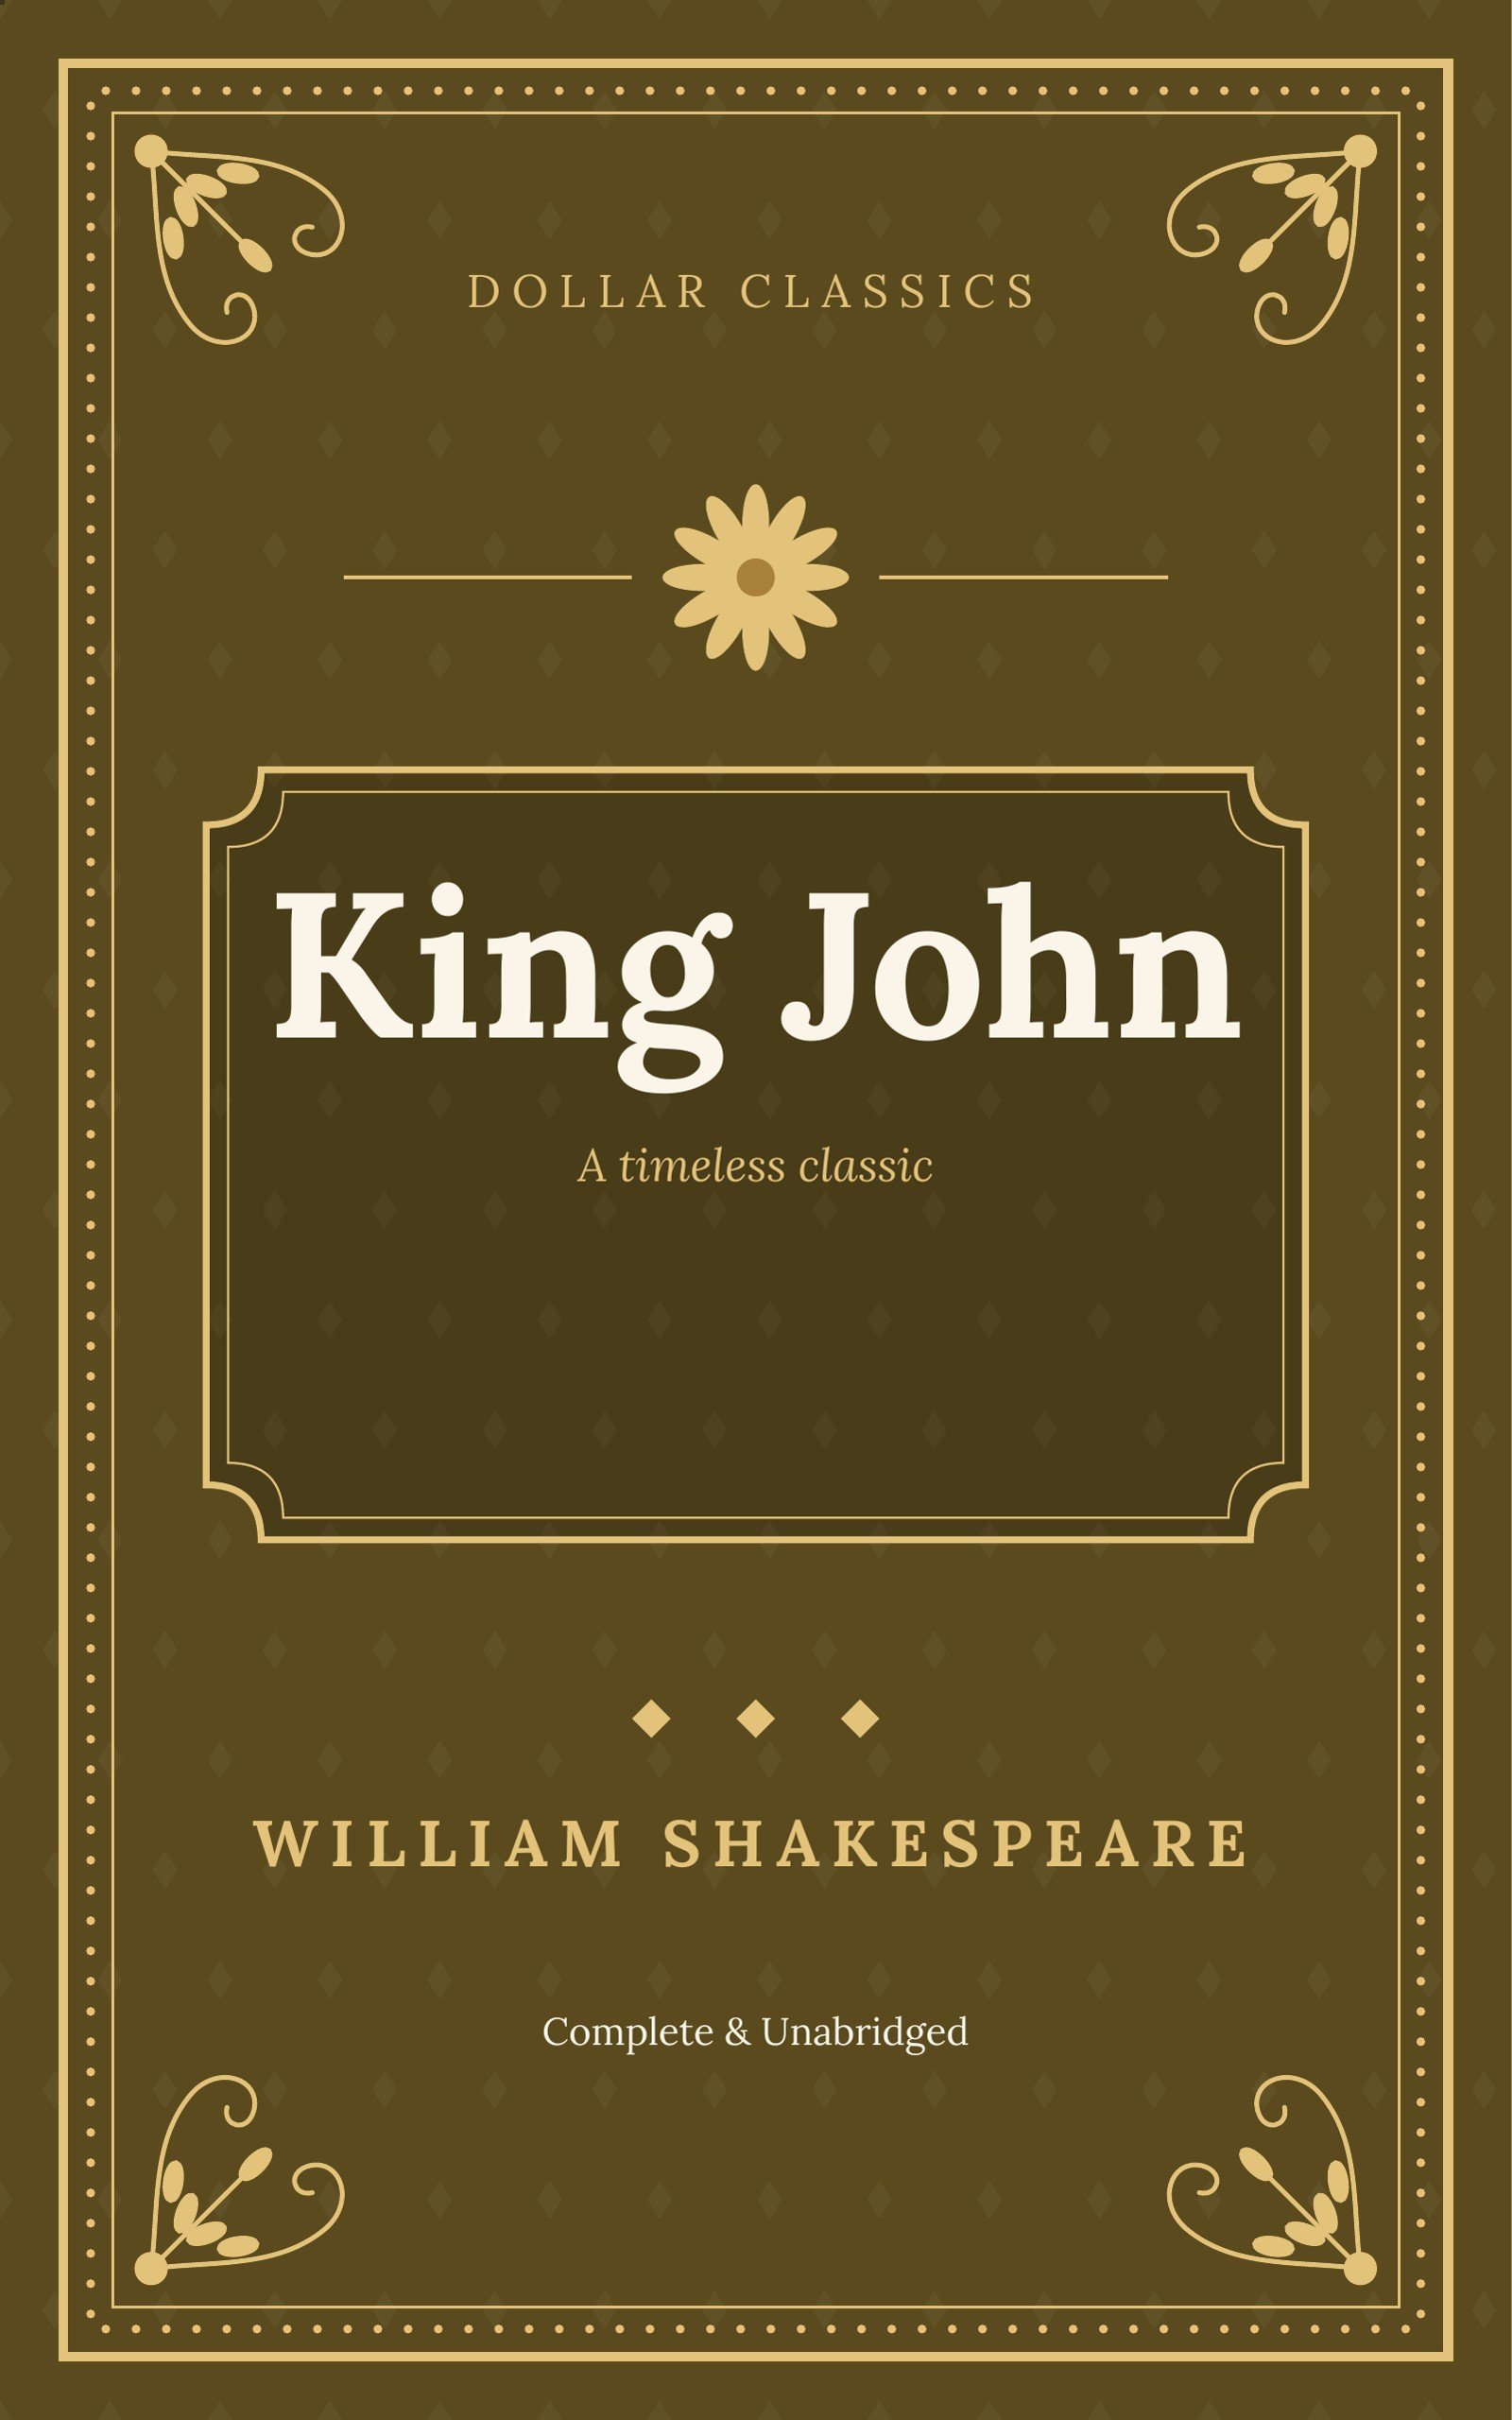 DOLLAR CLASSICS
King John
A timeless classic
WILLIAM SHAKESPEARE
Complete & Unabridged